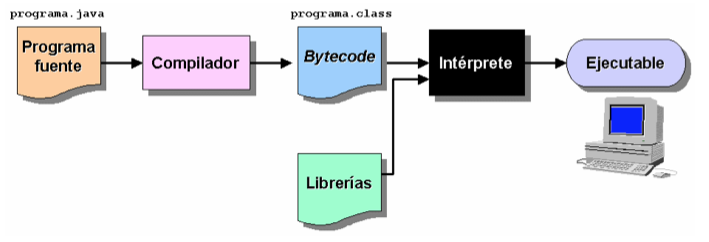 programa.java
programa.class
Programa
fuente
Compilador
Bytecode
Intérprete
Ejecutable
Librerías